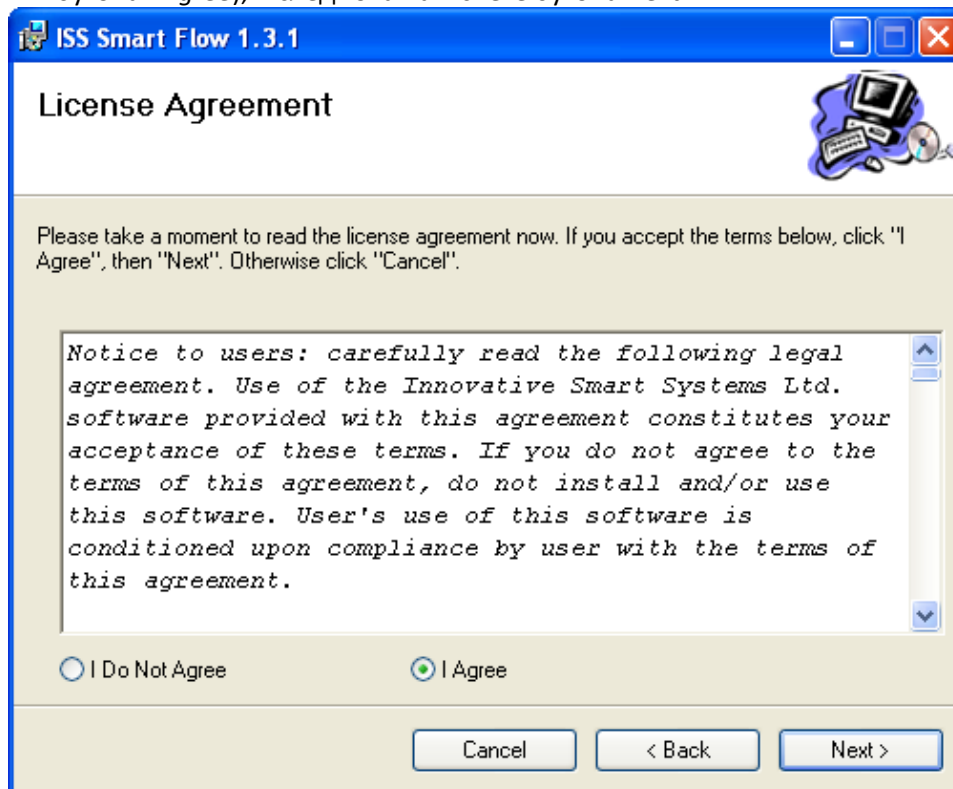 ISS Smart Flow 1.3.1
License Agreement
Please take a moment to read the license agreement now. If you accept the terms below, click "I
Agree", then "Next". Otherwise click "Cancel".
Notice to users: carefully read the following legal
agreement. Use of the Innovative Smart Systems Ltd.
software provided with this agreement constitutes your
acceptance of these terms. If you do not agree to the
terms of this agreement, do not install and/or use
this software. User's use of this software is
conditioned upon compliance by user with the terms of
this agreement.
I Do Not Agree
I Agree
Cancel
< Back
Next >